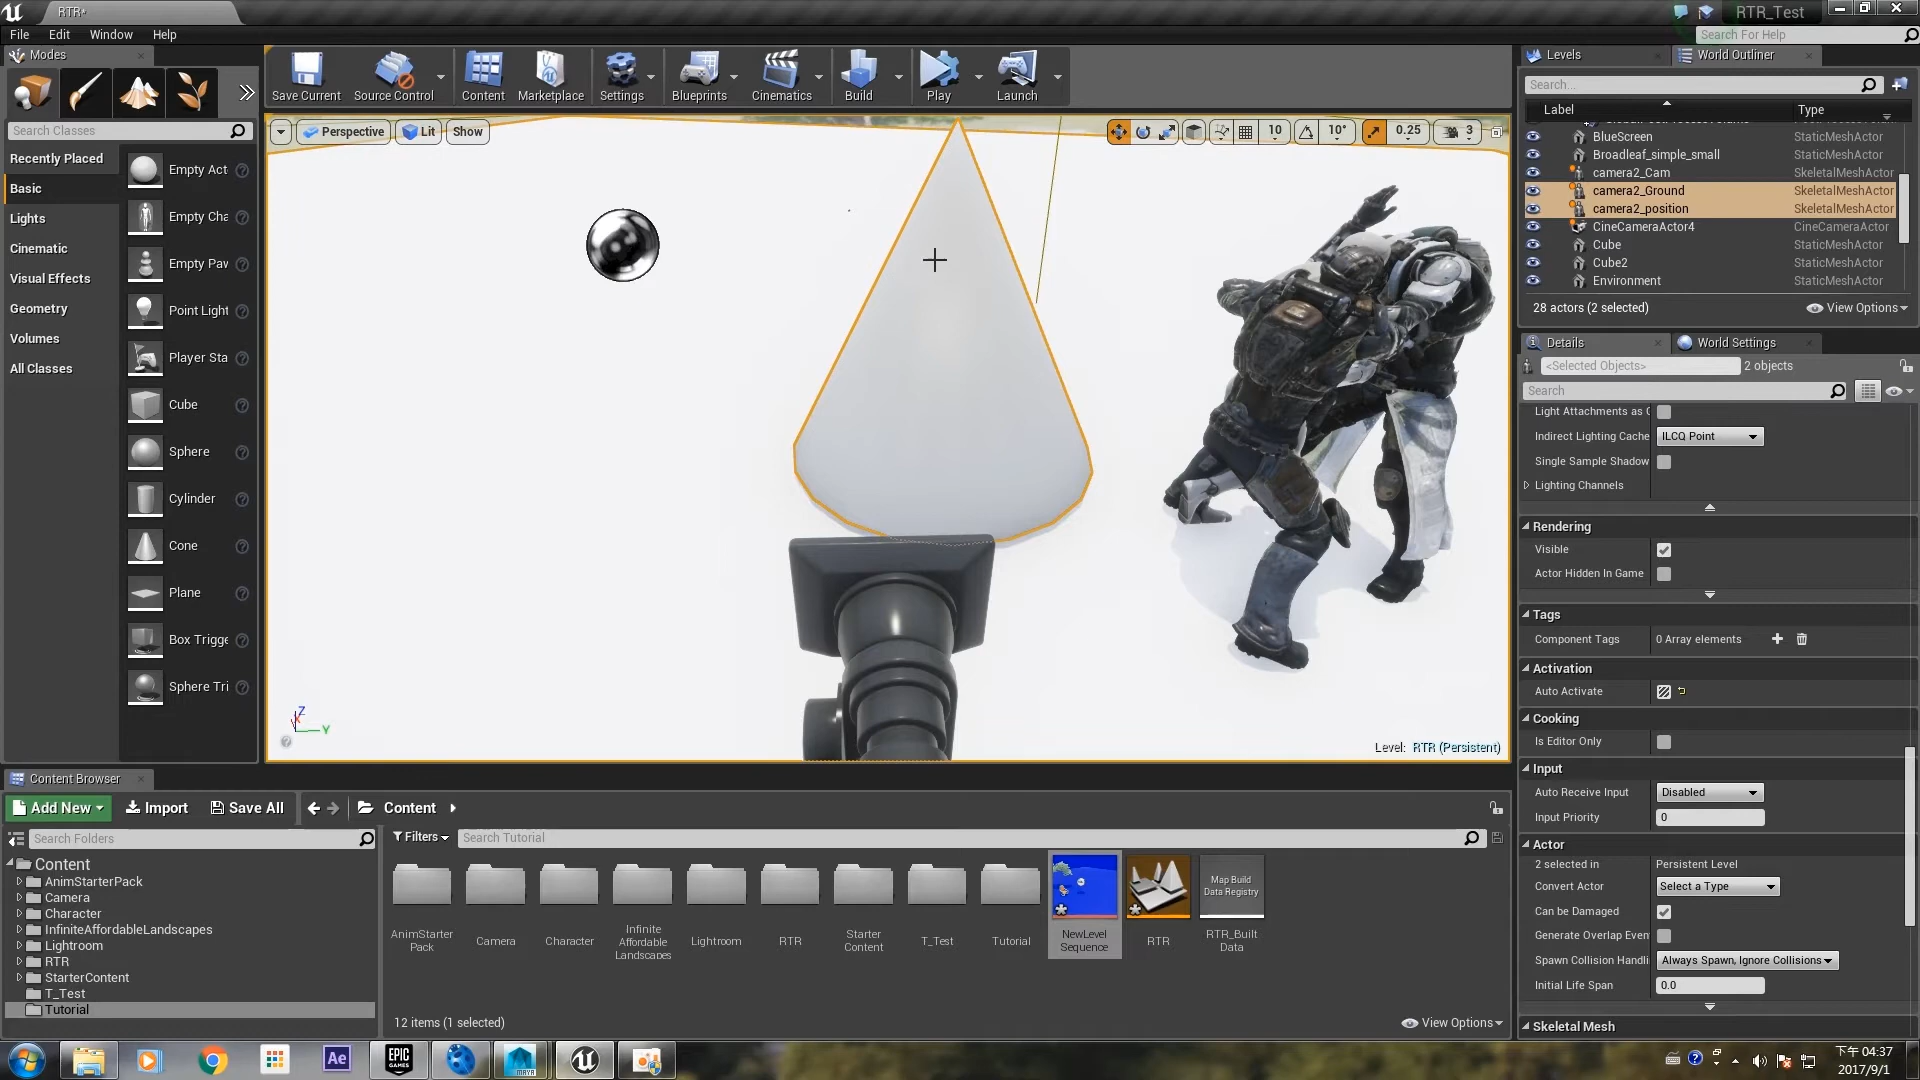 RTR*
RTR_Test
File Edit Window Help
Search For Help
Modes
Levels
World Outliner
Save Current
Source Control
Content
Marketplace
Settings
Blueprints
Cinematics
Build
Play
Launch
Search Classes
Recently Placed
Basic
Lights
Cinematic
Visual Effects
Geometry
Volumes
All Classes
Empty Act
Empty Cha
Empty Paw
Point Light
Player Sta
Cube
Sphere
Cylinder
Cone
Plane
Box Trigge
Sphere Tri
Perspective
Lit
Show
10
10°
0.25
3
Z
X
Y
Level: RTR (Persistent)
Search...
Label
Type
BlueScreen StaticMeshActor
Broadleaf_simple_small StaticMeshActor
camera2_Cam SkeletalMeshActor
camera2_Ground SkeletalMeshActor
camera2_position SkeletalMeshActor
CineCameraActor4 CineCameraActor
Cube StaticMeshActor
Cube2 StaticMeshActor
Environment StaticMeshActor
28 actors (2 selected)
View Options
Details
World Settings
<Selected Objects>
2 objects
Search
Light Attachments as G
Indirect Lighting Cache ILCQ Point
Single Sample Shadow
Lighting Channels
Rendering
Visible
Actor Hidden In Game
Tags
Component Tags 0 Array elements
Activation
Auto Activate
Cooking
Is Editor Only
Input
Auto Receive Input Disabled
Input Priority 0
Actor
2 selected in Persistent Level
Convert Actor Select a Type
Can be Damaged
Generate Overlap Even
Spawn Collision Handli Always Spawn, Ignore Collisions
Initial Life Span 0.0
Skeletal Mesh
Content Browser
Add New
Import
Save All
Content
Search Folders
Filters
Search Tutorial
Content
AnimStarterPack
Camera
Character
InfiniteAffordableLandscapes
Lightroom
RTR
StarterContent
T_Test
Tutorial
AnimStarter
Pack
Camera
Character
Infinite
Affordable
Landscapes
Lightroom
RTR
Starter
Content
T_Test
Tutorial
NewLevel
Sequence
RTR
Map Build
Data Registry
RTR_Built
Data
12 items (1 selected)
View Options
Ae
EPIC
GAMES
MAYA
下午 04:37
2017/9/1